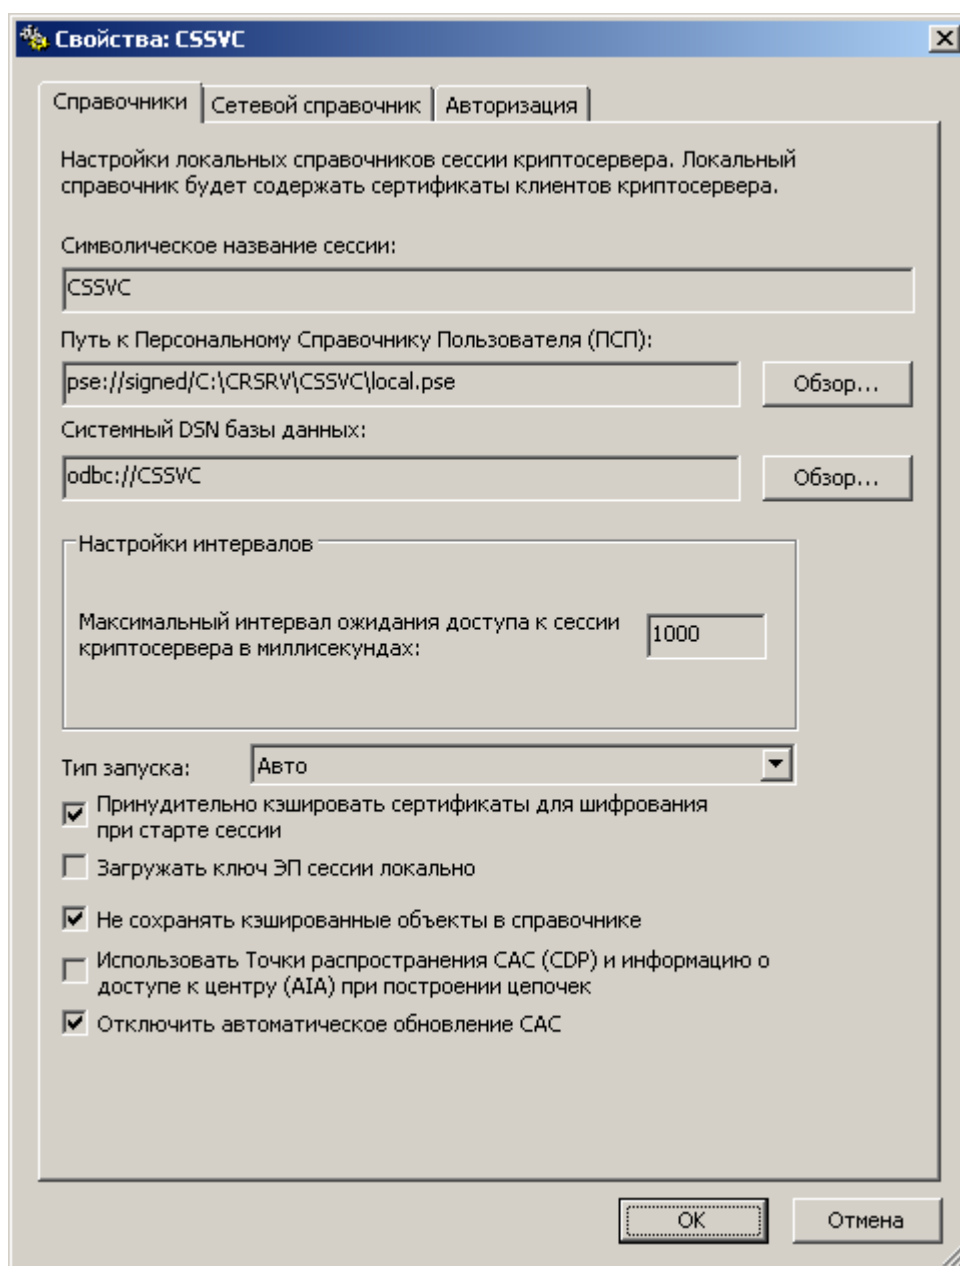 Свойства: CSSVC
Справочники
Сетевой справочник
Авторизация
Настройки локальных справочников сессии криптосервера. Локальный
справочник будет содержать сертификаты клиентов криптосервера.
Символическое название сессии:
CSSVC
Путь к Персональному Справочнику Пользователя (ПСП):
pse://signed/C:\CRSRV\CSSVC\local.pse
Обзор...
Системный DSN базы данных:
odbc://CSSVC
Обзор...
Настройки интервалов
Максимальный интервал ожидания доступа к сессии
криптосервера в миллисекундах:
1000
Тип запуска:
Авто
Принудительно кэшировать сертификаты для шифрования
при старте сессии
Загружать ключ ЭП сессии локально
Не сохранять кэшированные объекты в справочнике
Использовать Точки распространения САС (CDP) и информацию о
доступе к центру (AIA) при построении цепочек
Отключить автоматическое обновление САС
OK
Отмена